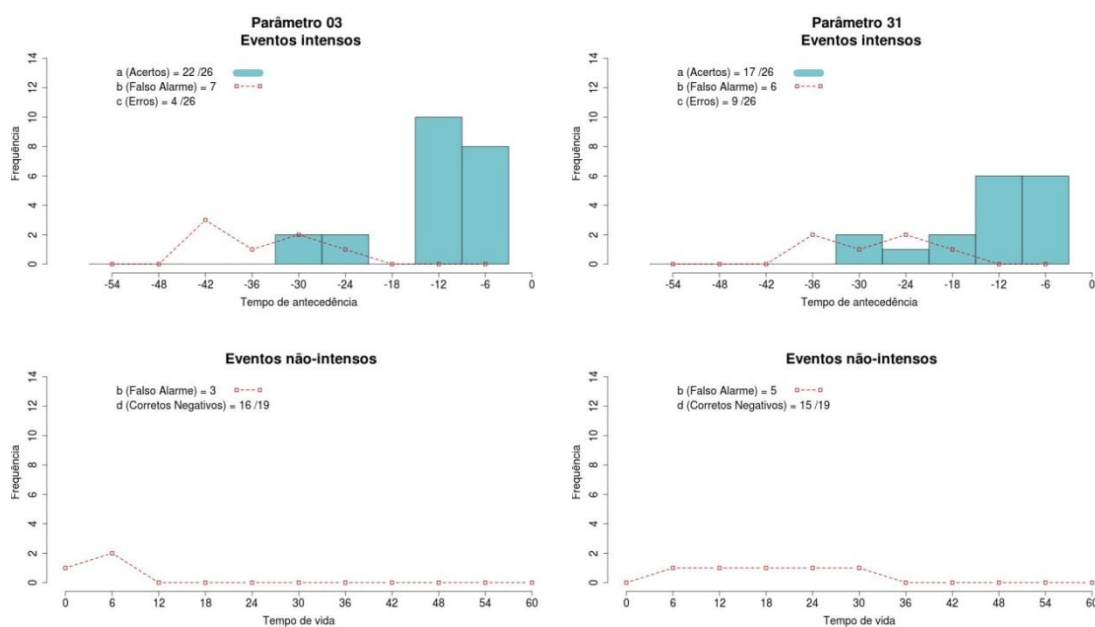 Parâmetro 03
Eventos intensos
a (Acertos) = 22 /26
b (Falso Alarme) = 7
c (Erros) = 4 /26
Frequência
0 2 4 6 8 10 12 14
-54 -48 -42 -36 -30 -24 -18 -12 -6 0
Tempo de antecedência
Parâmetro 31
Eventos intensos
a (Acertos) = 17 /26
b (Falso Alarme) = 6
c (Erros) = 9 /26
Frequência
0 2 4 6 8 10 12 14
-54 -48 -42 -36 -30 -24 -18 -12 -6 0
Tempo de antecedência
Eventos não-intensos
b (Falso Alarme) = 3
d (Corretos Negativos) = 16 /19
Frequência
0 2 4 6 8 10 12 14
0 6 12 18 24 30 36 42 48 54 60
Tempo de vida
Eventos não-intensos
b (Falso Alarme) = 5
d (Corretos Negativos) = 15 /19
Frequência
0 2 4 6 8 10 12 14
0 6 12 18 24 30 36 42 48 54 60
Tempo de vida